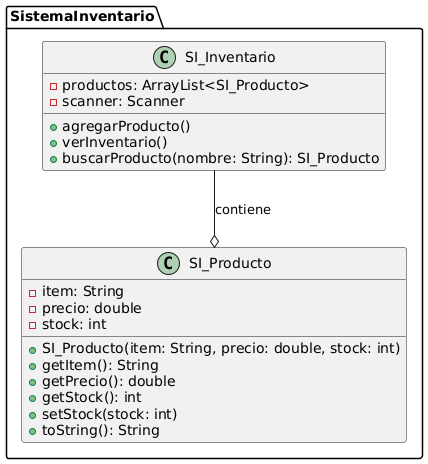 SistemaInventario
C SI_Inventario
productos: ArrayList<SI_Producto>
scanner: Scanner
agregarProducto()
verInventario()
buscarProducto(nombre: String): SI_Producto
contiene
C SI_Producto
item: String
precio: double
stock: int
SI_Producto(item: String, precio: double, stock: int)
getItem(): String
getPrecio(): double
getStock(): int
setStock(stock: int)
toString(): String